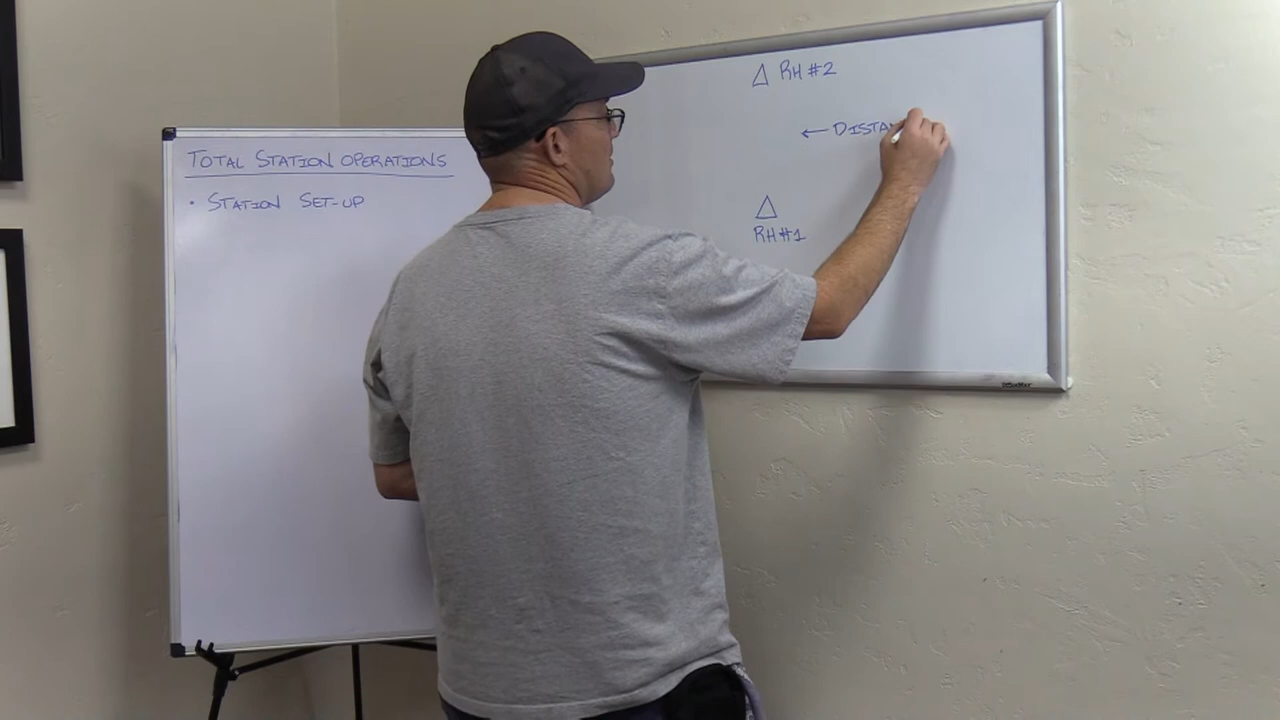 TOTAL STATION OPERATIONS
• STATION SET-UP
△ RH #2
← DISTA
△
RH #1